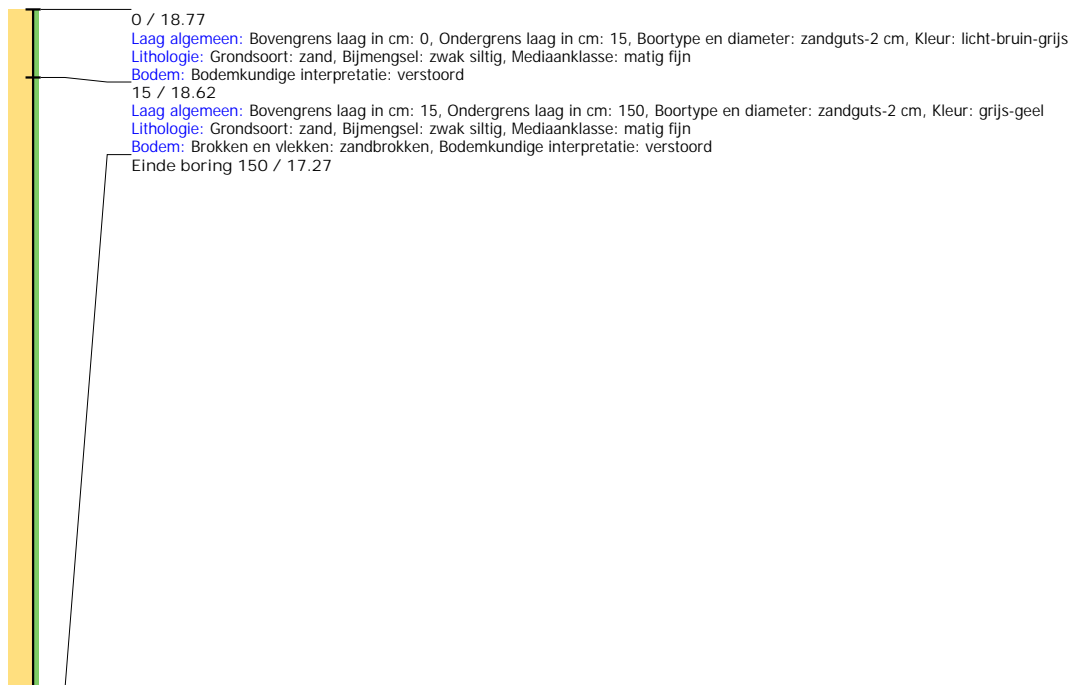 0 / 18.77
Laag algemeen: Bovengrens laag in cm: 0, Ondergrens laag in cm: 15, Boortype en diameter: zandguts-2 cm, Kleur: licht-bruin-grijs
Lithologie: Grondsoort: zand, Bijmengsel: zwak siltig, Mediaanklasse: matig fijn
Bodem: Bodemkundige interpretatie: verstoord
15 / 18.62
Laag algemeen: Bovengrens laag in cm: 15, Ondergrens laag in cm: 150, Boortype en diameter: zandguts-2 cm, Kleur: grijs-geel
Lithologie: Grondsoort: zand, Bijmengsel: zwak siltig, Mediaanklasse: matig fijn
Bodem: Brokken en vlekken: zandbrokken, Bodemkundige interpretatie: verstoord
Einde boring 150 / 17.27